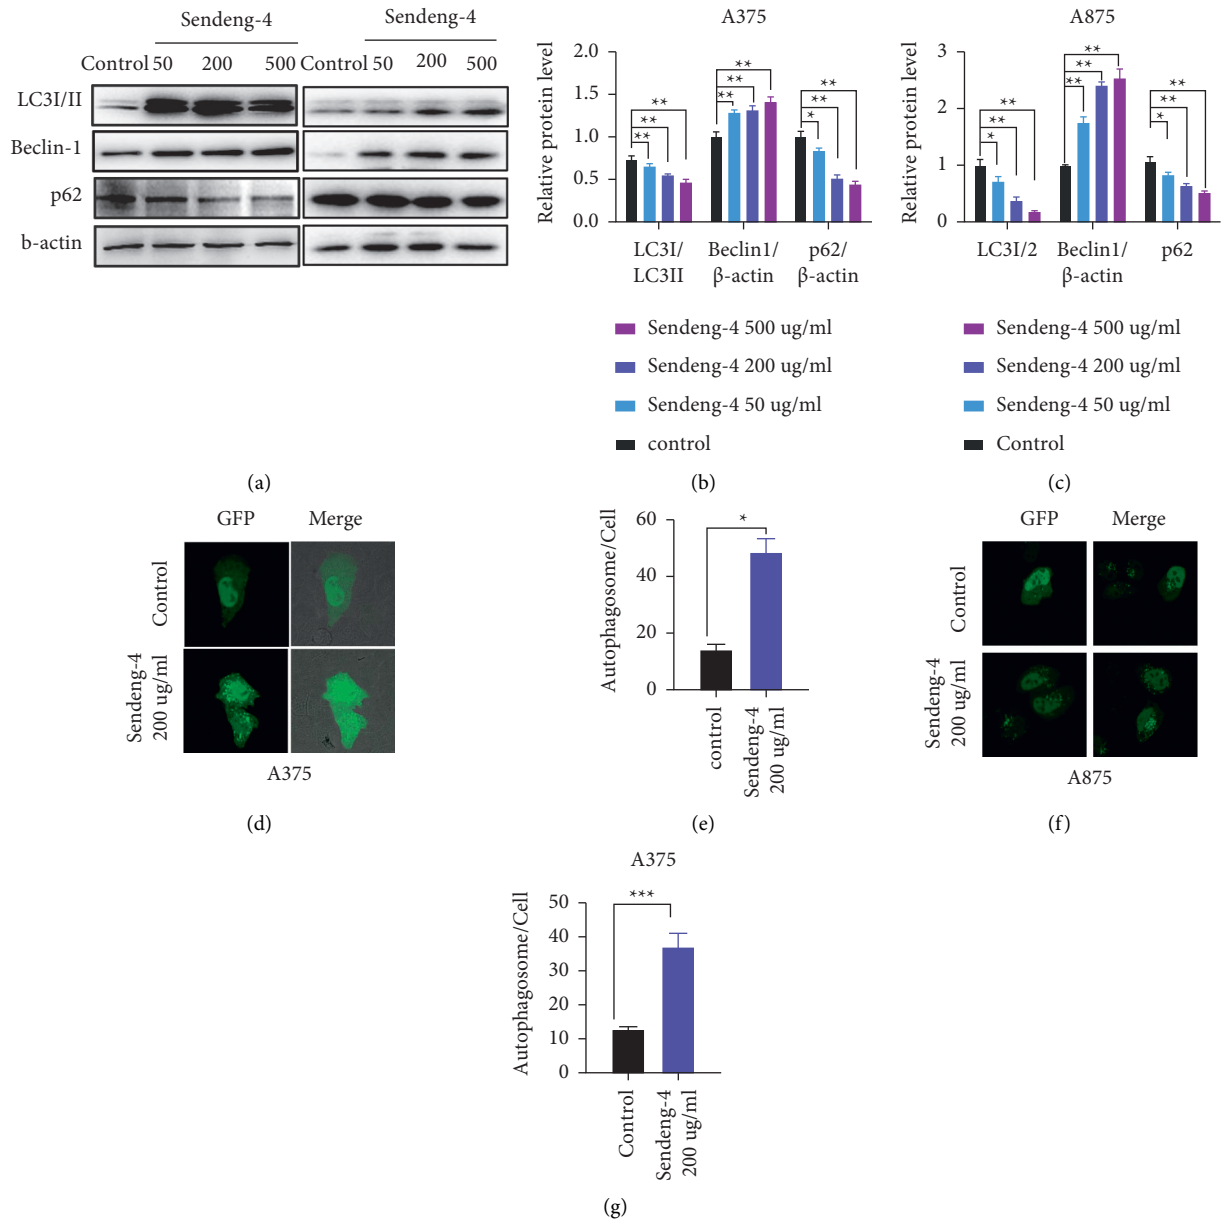 Sendeng-4 Sendeng-4
Control 50 200 500 Control 50 200 500
LC3I/II
Beclin-1
p62
b-actin
(a)
A375
Relative protein level
2.0
1.5
1.0
0.5
0.0
** ** ** ** ** ** ** ** *
LC3I/ Beclin1/ p62/
LC3II β-actin β-actin
Sendeng-4 500 ug/ml
Sendeng-4 200 ug/ml
Sendeng-4 50 ug/ml
control
(b)
A875
Relative protein level
3
2
1
0
** ** * ** ** ** ** ** *
LC3I/2 Beclin1/ p62
β-actin
Sendeng-4 500 ug/ml
Sendeng-4 200 ug/ml
Sendeng-4 50 ug/ml
Control
(c)
GFP Merge
Control
Sendeng-4
200 ug/ml
A375
(d)
Autophagosome/Cell
60
40
20
0
*
control
Sendeng-4
200 ug/ml
(e)
GFP Merge
Control
Sendeng-4
200 ug/ml
A875
(f)
A375
Autophagosome/Cell
50
40
30
20
10
0
***
Control
Sendeng-4
200 ug/ml
(g)